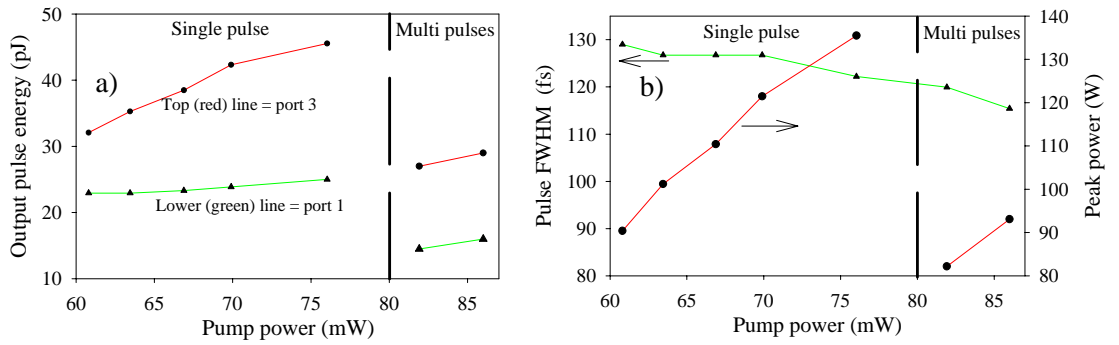 Single pulse
Multi pulses
a)
Top (red) line = port 3
Lower (green) line = port 1
Output pulse energy (pJ)
50
40
30
20
10
60
65
70
75
80
80
85
Pump power (mW)
Single pulse
Multi pulses
b)
Pulse FWHM (fs)
130
120
110
100
90
80
140
130
120
110
100
90
80
Peak power (W)
60
65
70
75
80
85
Pump power (mW)